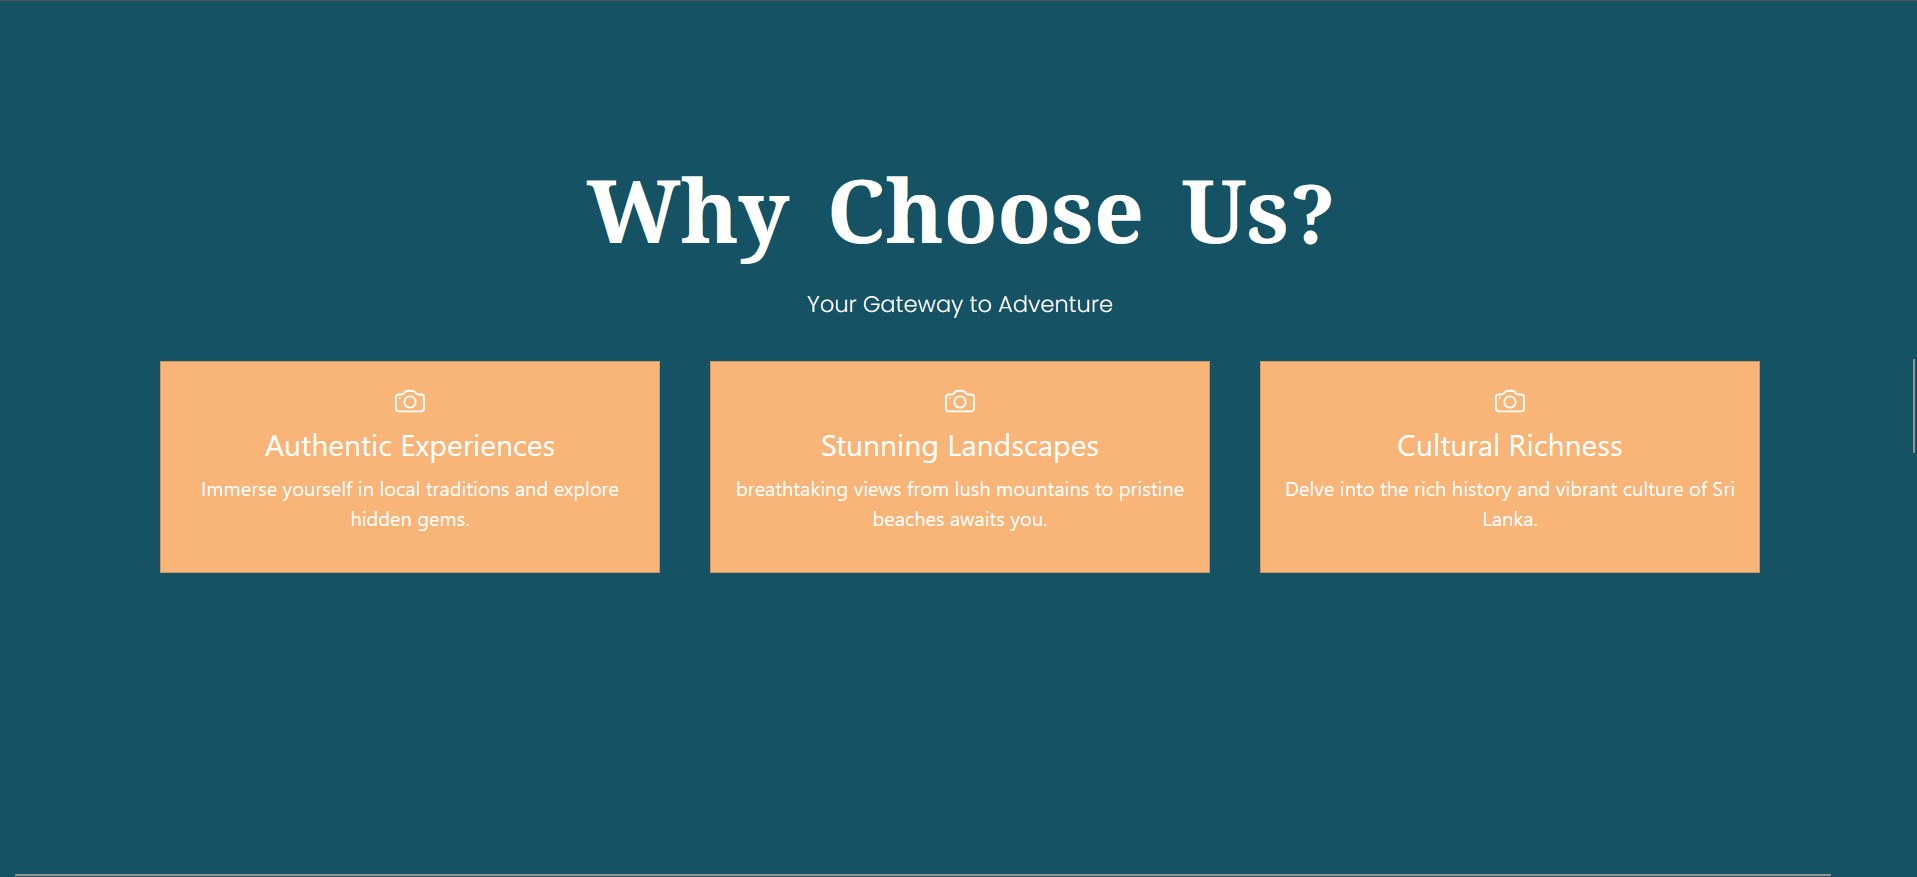 Why Choose Us?
Your Gateway to Adventure
Authentic Experiences
Immerse yourself in local traditions and explore
hidden gems.
Stunning Landscapes
breathtaking views from lush mountains to pristine
beaches awaits you.
Cultural Richness
Delve into the rich history and vibrant culture of Sri
Lanka.